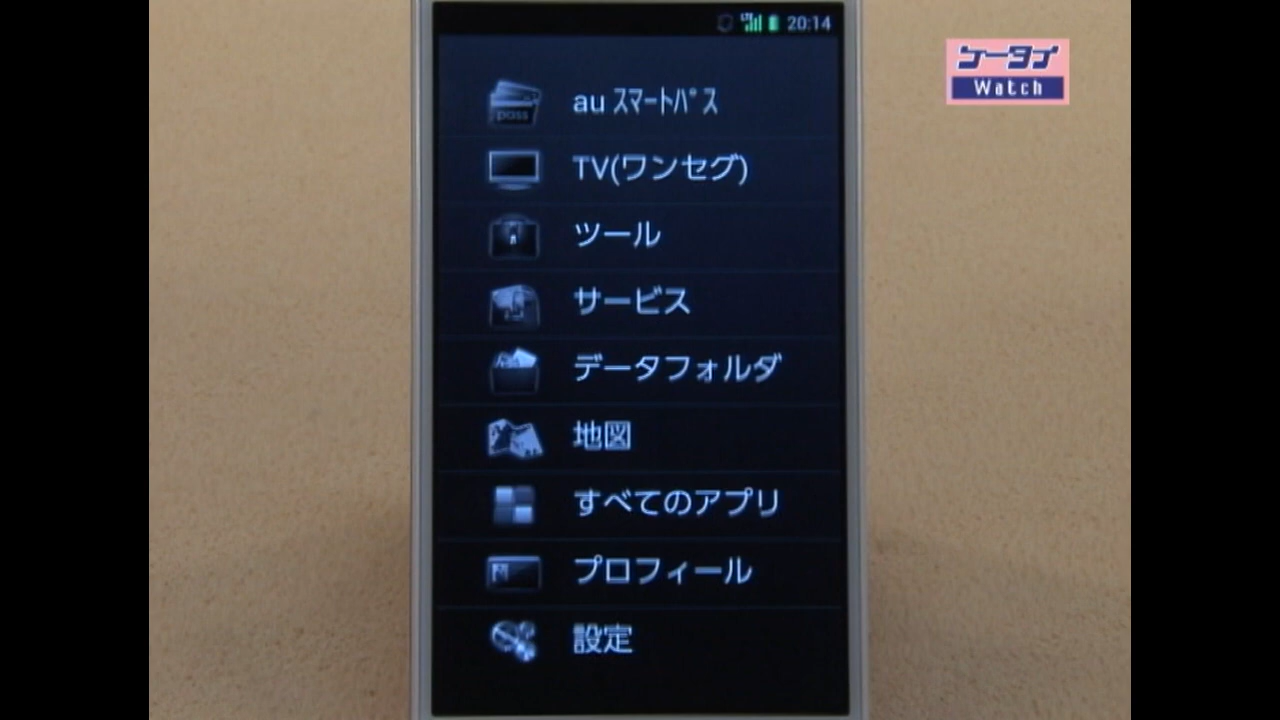 LTE 20:14
ケータイ
Watch
au ｽﾏｰﾄﾊﾟｽ
pass
TV(ワンセグ)
ツール
サービス
データフォルダ
地図
すべてのアプリ
プロフィール
設定